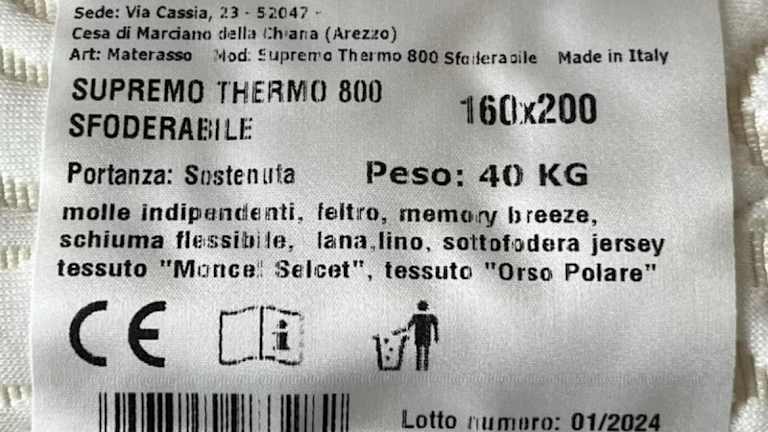 Sede: Via Cassia, 23 - 52047 -
Cesa di Marciano della Chiana (Arezzo)
Art: Materasso Mod: Supremo Thermo 800 Sfoderabile Made in Italy
SUPREMO THERMO 800
SFODERABILE
160x200
Portanza: Sostenuta Peso: 40 KG
molle indipendenti, feltro, memory breeze,
schiuma flessibile, lana,lino, sottofodera jersey
tessuto "Moncel Selcet", tessuto "Orso Polare"
CE
i
Lotto numero: 01/2024